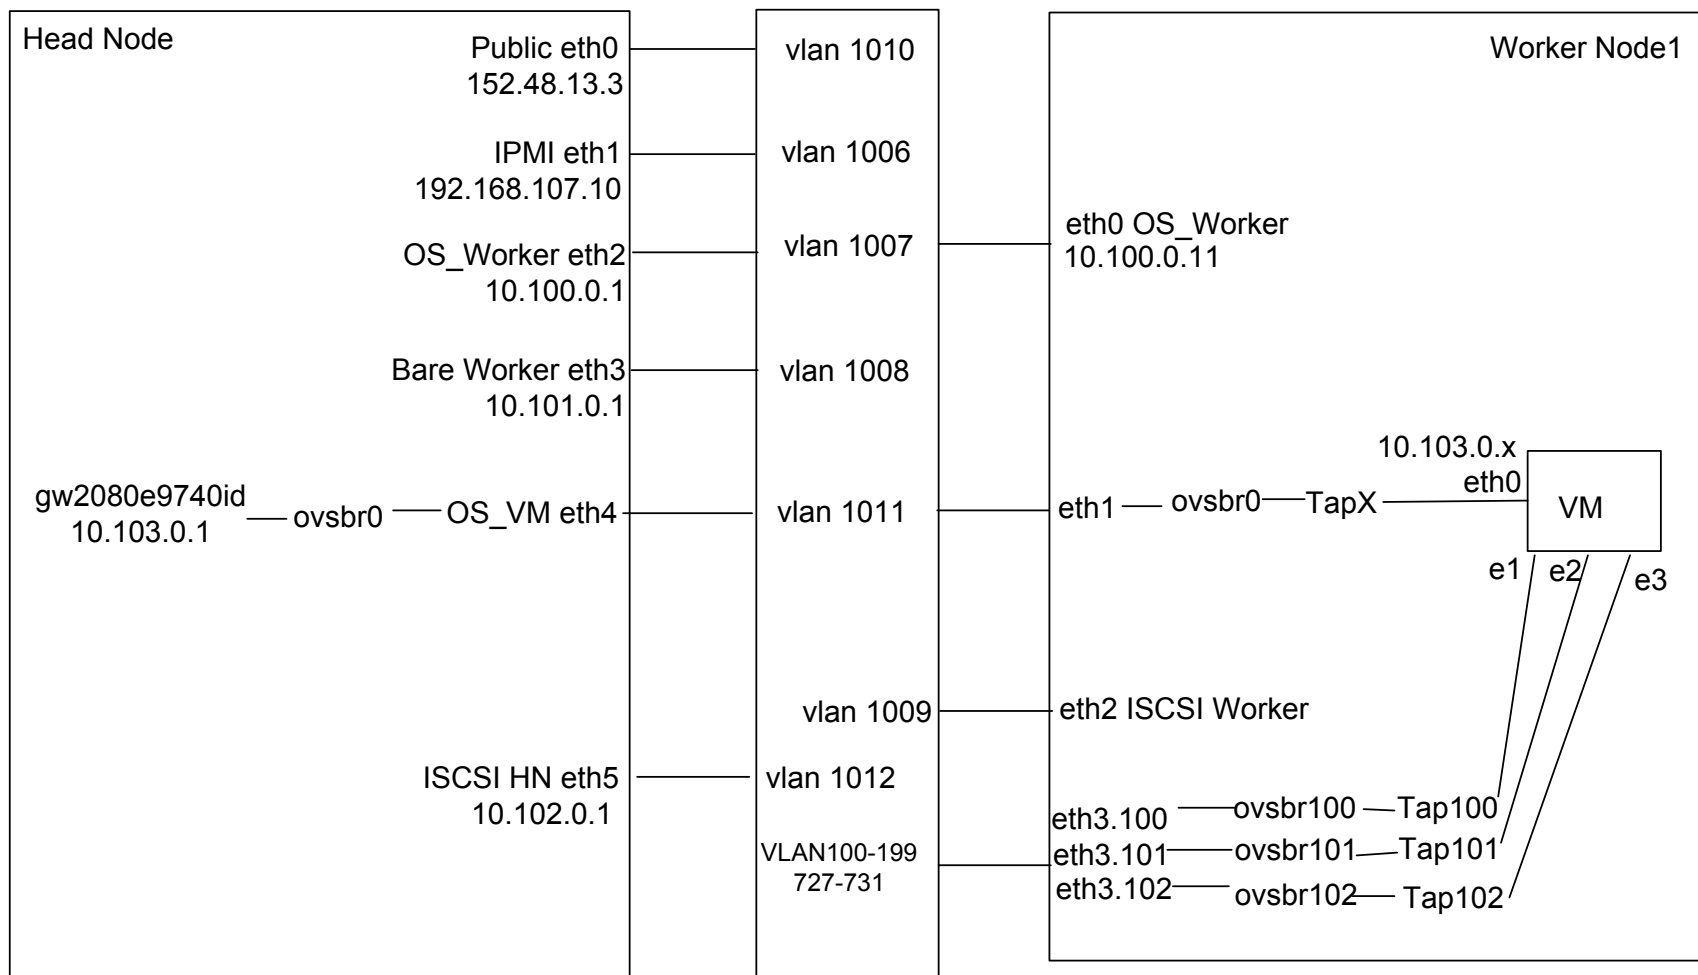 Head Node
Public eth0
152.48.13.3
IPMI eth1
192.168.107.10
OS_Worker eth2
10.100.0.1
Bare Worker eth3
10.101.0.1
gw2080e9740id
10.103.0.1
ovsbr0
OS_VM eth4
ISCSI HN eth5
10.102.0.1
vlan 1010
vlan 1006
vlan 1007
vlan 1008
vlan 1011
vlan 1009
vlan 1012
VLAN100-199
727-731
Worker Node1
eth0 OS_Worker
10.100.0.11
10.103.0.x
eth0
eth1
ovsbr0
TapX
VM
e1
e2
e3
eth2 ISCSI Worker
eth3.100
ovsbr100
Tap100
eth3.101
ovsbr101
Tap101
eth3.102
ovsbr102
Tap102